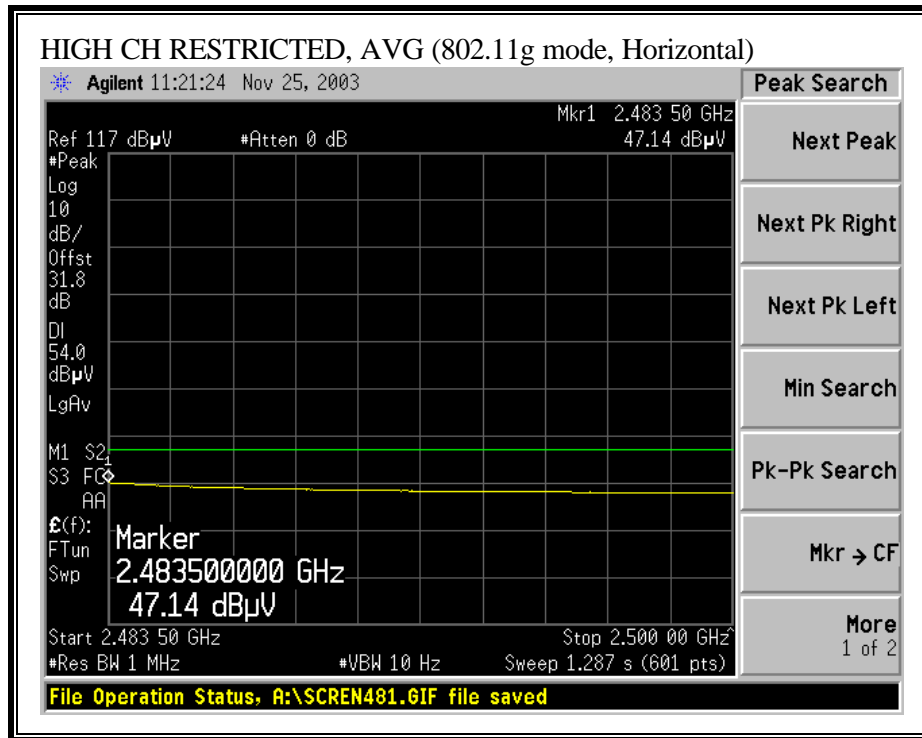 HIGH CH RESTRICTED, AVG (802.11g mode, Horizontal)
Agilent 11:21:24 Nov 25, 2003
Peak Search
Mkr1 2.483 50 GHz
Ref 117 dBµV #Atten 0 dB 47.14 dBµV
#Peak
Log
10
dB/
Offst
31.8
dB
DI
54.0
dBµV
LgAv
M1 S2
S3 FC
AA
£(f):
FTun
Swp
1
Marker
2.483500000 GHz
47.14 dBµV
Start 2.483 50 GHz Stop 2.500 00 GHz^
#Res BW 1 MHz #VBW 10 Hz Sweep 1.287 s (601 pts)
Next Peak
Next Pk Right
Next Pk Left
Min Search
Pk-Pk Search
Mkr → CF
More
1 of 2
File Operation Status, A:\SCREN481.GIF file saved